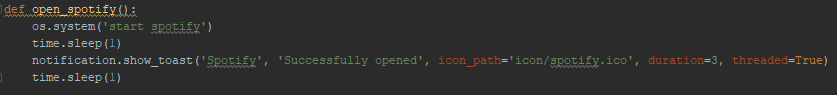 def open_spotify():
    os.system('start spotify')
    time.sleep(1)
    notification.show_toast('Spotify', 'Successfully opened', icon_path='icon/spotify.ico', duration=3, threaded=True)
    time.sleep(1)